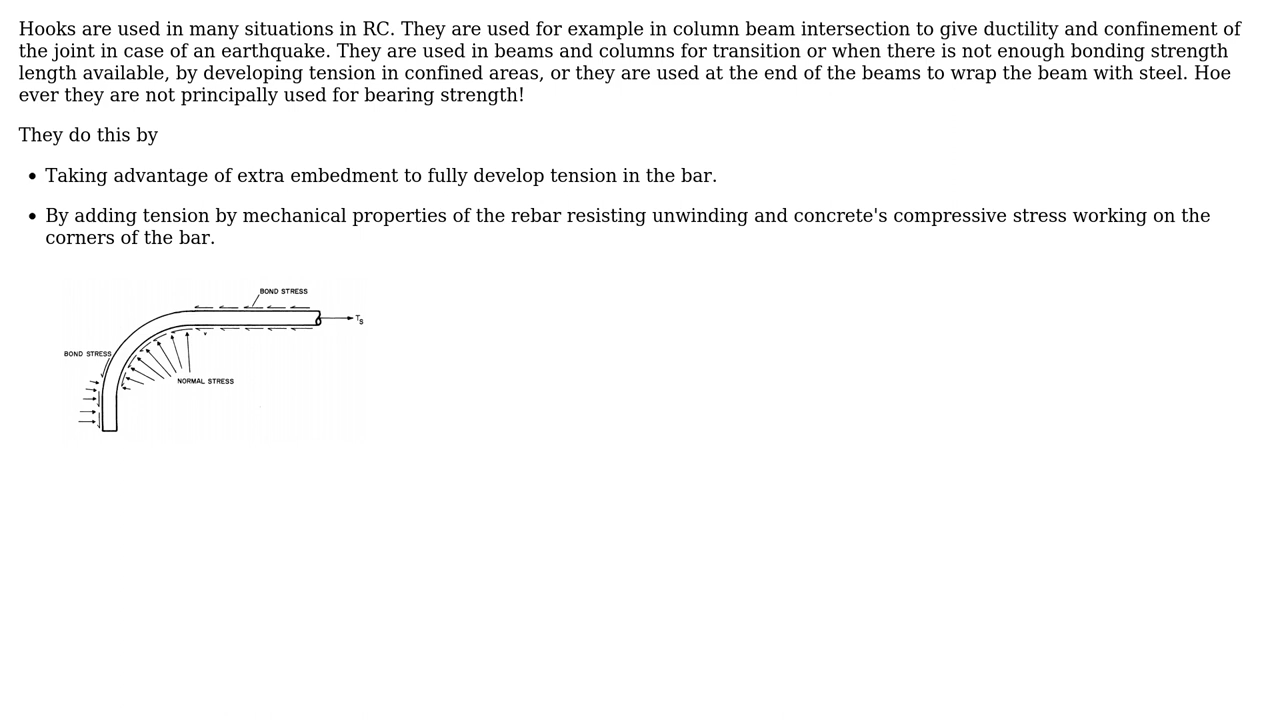 Hooks are used in many situations in RC. They are used for example in column beam intersection to give ductility and confinement of
the joint in case of an earthquake. They are used in beams and columns for transition or when there is not enough bonding strength
length available, by developing tension in confined areas, or they are used at the end of the beams to wrap the beam with steel. Hoe
ever they are not principally used for bearing strength!
They do this by
• Taking advantage of extra embedment to fully develop tension in the bar.
• By adding tension by mechanical properties of the rebar resisting unwinding and concrete's compressive stress working on the
corners of the bar.
BOND STRESS
Ts
BOND STRESS
NORMAL STRESS